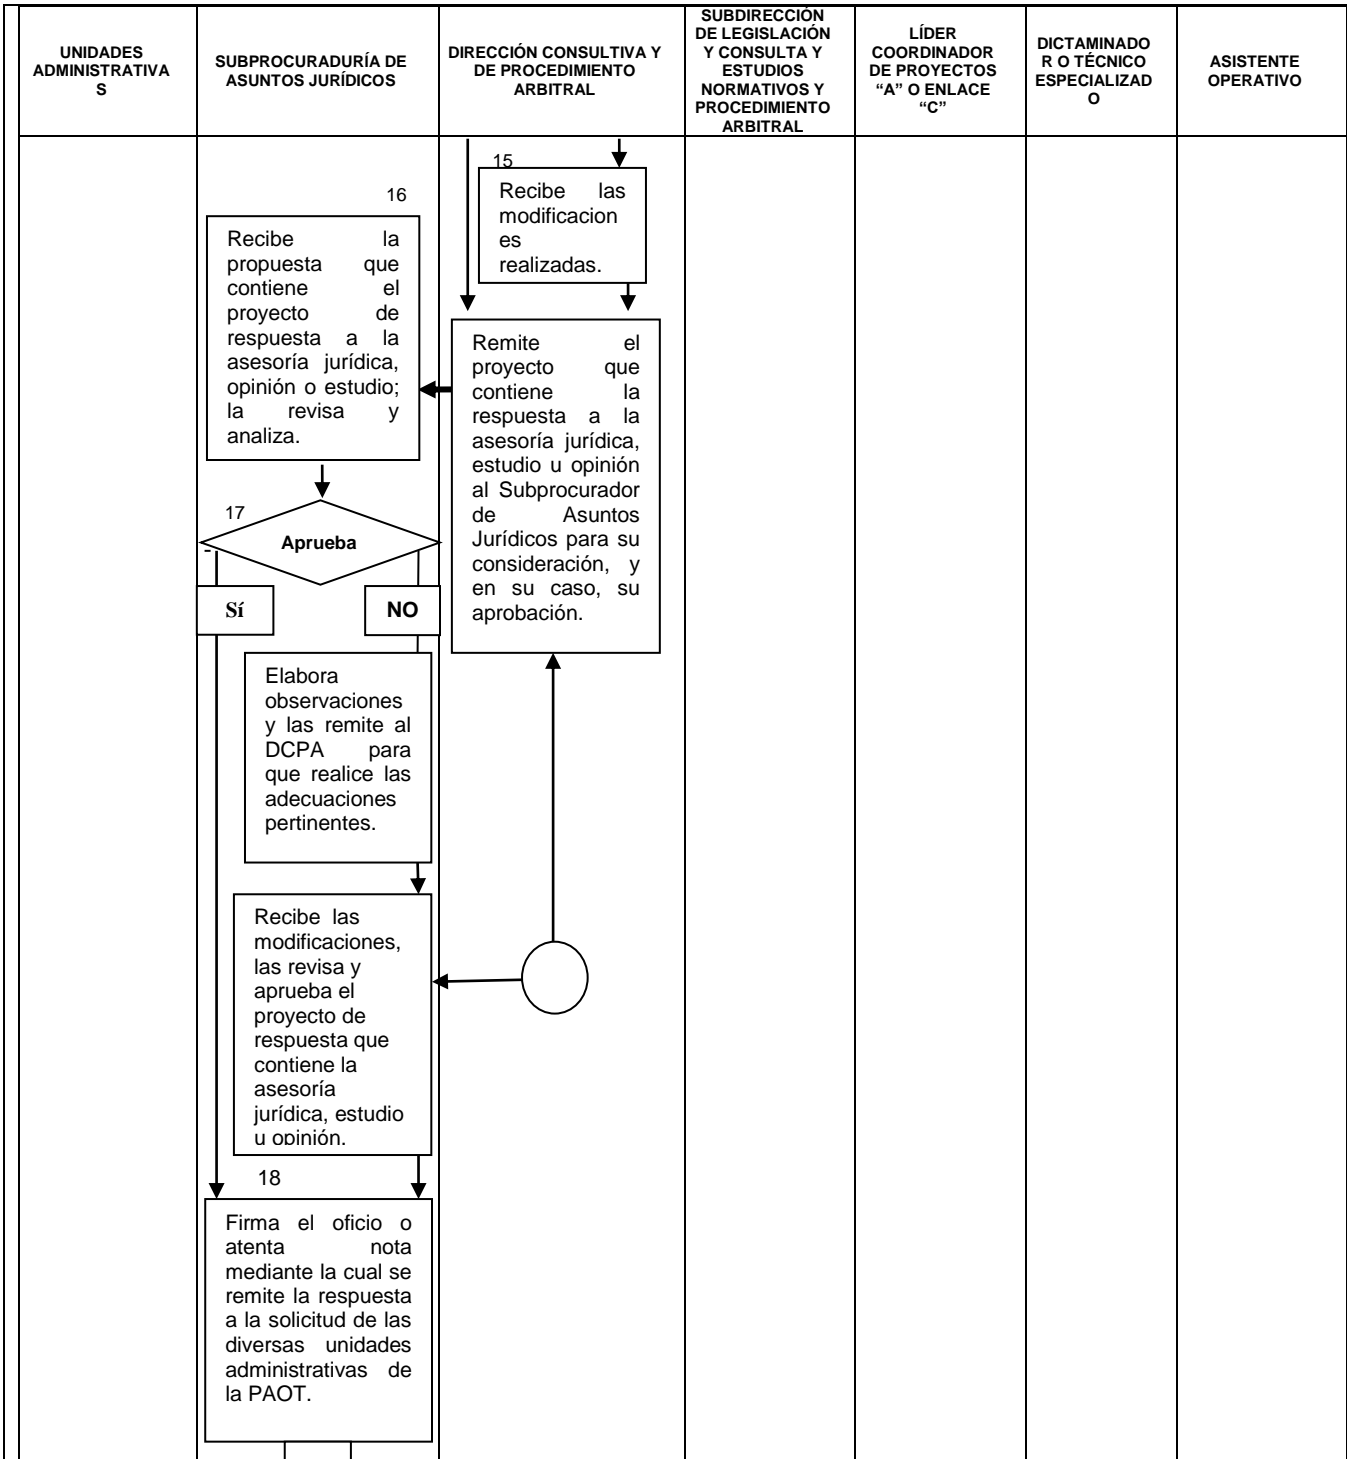 UNIDADES
ADMINISTRATIVA
S
SUBPROCURADURÍA DE
ASUNTOS JURÍDICOS
DIRECCIÓN CONSULTIVA Y
DE PROCEDIMIENTO
ARBITRAL
SUBDIRECCIÓN
DE LEGISLACIÓN
Y CONSULTA Y
ESTUDIOS
NORMATIVOS Y
PROCEDIMIENTO
ARBITRAL
LÍDER
COORDINADOR
DE PROYECTOS
“A” O ENLACE
“C”
DICTAMINADO
R O TÉCNICO
ESPECIALIZAD
O
ASISTENTE
OPERATIVO
15
Recibe las
modificacion
es
realizadas.
16
Recibe la
propuesta que
contiene el
proyecto de
respuesta a la
asesoría jurídica,
opinión o estudio;
la revisa y
analiza.
Remite el
proyecto que
contiene la
respuesta a la
asesoría jurídica,
estudio u opinión
al Subprocurador
de Asuntos
Jurídicos para su
consideración, y
en su caso, su
aprobación.
17
Aprueba
Sí
NO
Elabora
observaciones
y las remite al
DCPA para
que realice las
adecuaciones
pertinentes.
Recibe las
modificaciones,
las revisa y
aprueba el
proyecto de
respuesta que
contiene la
asesoría
jurídica, estudio
u opinión.
18
Firma el oficio o
atenta nota
mediante la cual se
remite la respuesta
a la solicitud de las
diversas unidades
administrativas de
la PAOT.